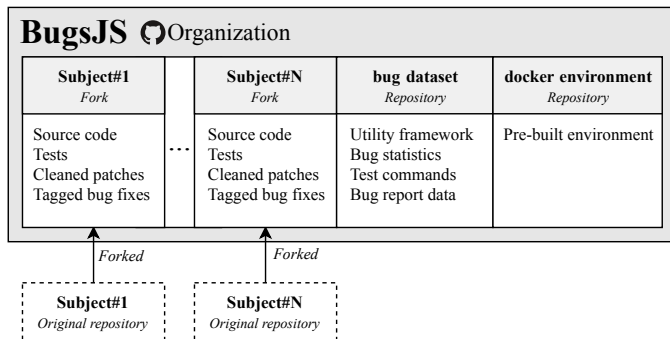 BugsJS Organization
Subject#1
Fork
Source code
Tests
Cleaned patches
Tagged bug fixes
...
Subject#N
Fork
Source code
Tests
Cleaned patches
Tagged bug fixes
bug dataset
Repository
Utility framework
Bug statistics
Test commands
Bug report data
docker environment
Repository
Pre-built environment
Forked
Forked
Subject#1
Original repository
Subject#N
Original repository